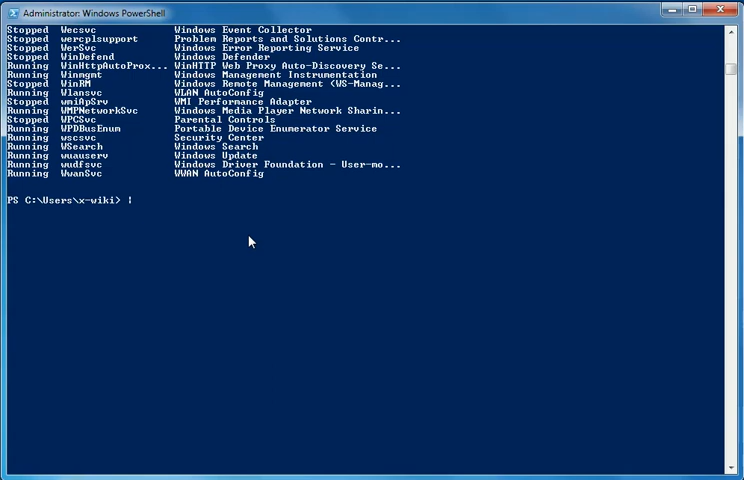 Administrator: Windows PowerShell
Stopped Wecsvc Windows Event Collector
Stopped wercplsupport Problem Reports and Solutions Contr...
Stopped WerSvc Windows Error Reporting Service
Stopped WinDefend Windows Defender
Running WinHttpAutoProx... WinHTTP Web Proxy Auto-Discovery Se...
Running Winmgmt Windows Management Instrumentation
Stopped WinRM Windows Remote Management (WS-Manag...
Running Wlansvc WLAN AutoConfig
Stopped wmiApSrv WMI Performance Adapter
Running WMPNetworkSvc Windows Media Player Network Sharin...
Stopped WPCSvc Parental Controls
Running WPDBusEnum Portable Device Enumerator Service
Running wscsvc Security Center
Running WSearch Windows Search
Running wuauserv Windows Update
Running wudfsvc Windows Driver Foundation - User-mo...
Running WwanSvc WWAN AutoConfig
PS C:\Users\x-wiki> |